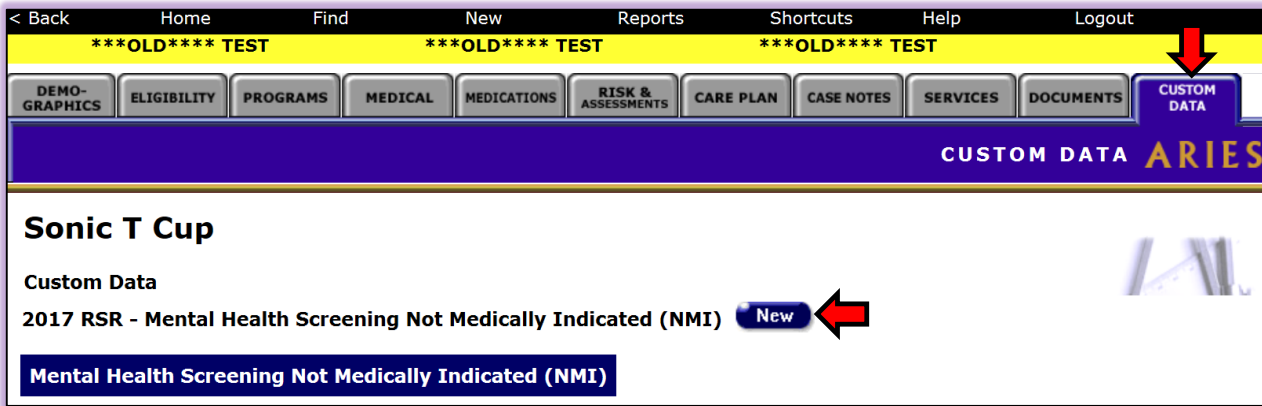 < Back Home Find New Reports Shortcuts Help Logout
***OLD**** TEST ***OLD**** TEST ***OLD**** TEST
DEMO-
GRAPHICS
ELIGIBILITY
PROGRAMS
MEDICAL
MEDICATIONS
RISK &
ASSESSMENTS
CARE PLAN
CASE NOTES
SERVICES
DOCUMENTS
CUSTOM
DATA
CUSTOM DATA ARIES
Sonic T Cup
Custom Data
2017 RSR - Mental Health Screening Not Medically Indicated (NMI) New
Mental Health Screening Not Medically Indicated (NMI)